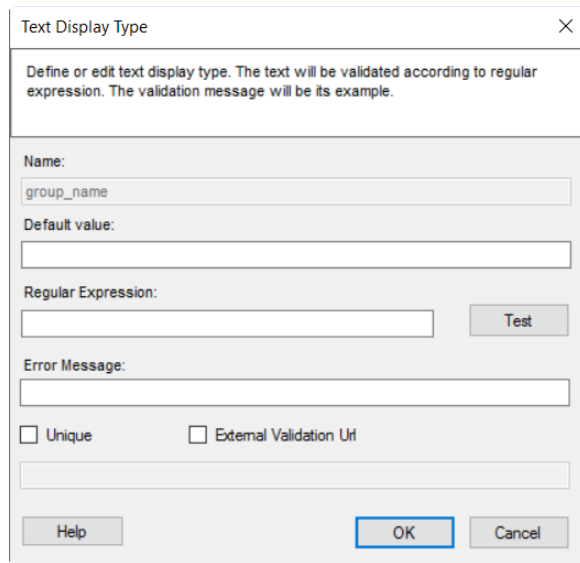 Text Display Type
Define or edit text display type. The text will be validated according to regular
expression. The validation message will be its example.
Name:
group_name
Default value:
Regular Expression:
Test
Error Message:
Unique
External Validation Url
Help
OK
Cancel